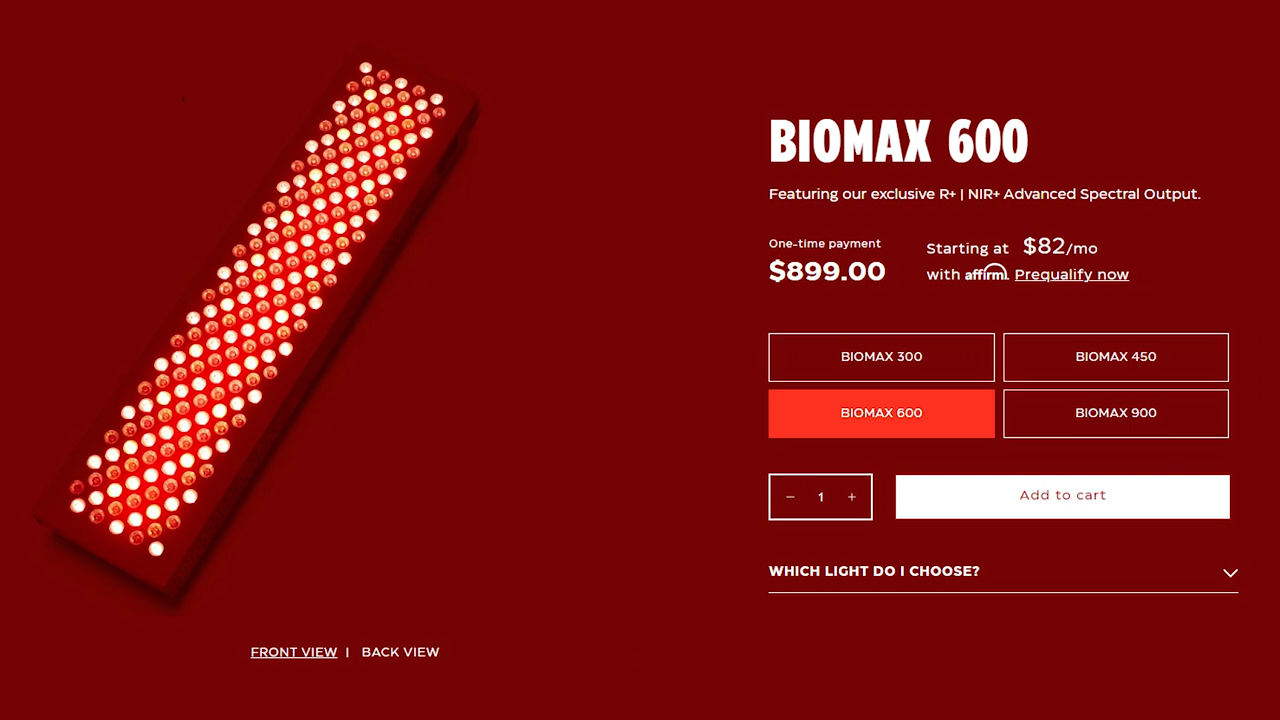 BIOMAX 600
Featuring our exclusive R+ | NIR+ Advanced Spectral Output.
One-time payment
$899.00
Starting at $82/mo
with affirm. Prequalify now
BIOMAX 300
BIOMAX 450
BIOMAX 600
BIOMAX 900
− 1 +
Add to cart
WHICH LIGHT DO I CHOOSE?
FRONT VIEW | BACK VIEW